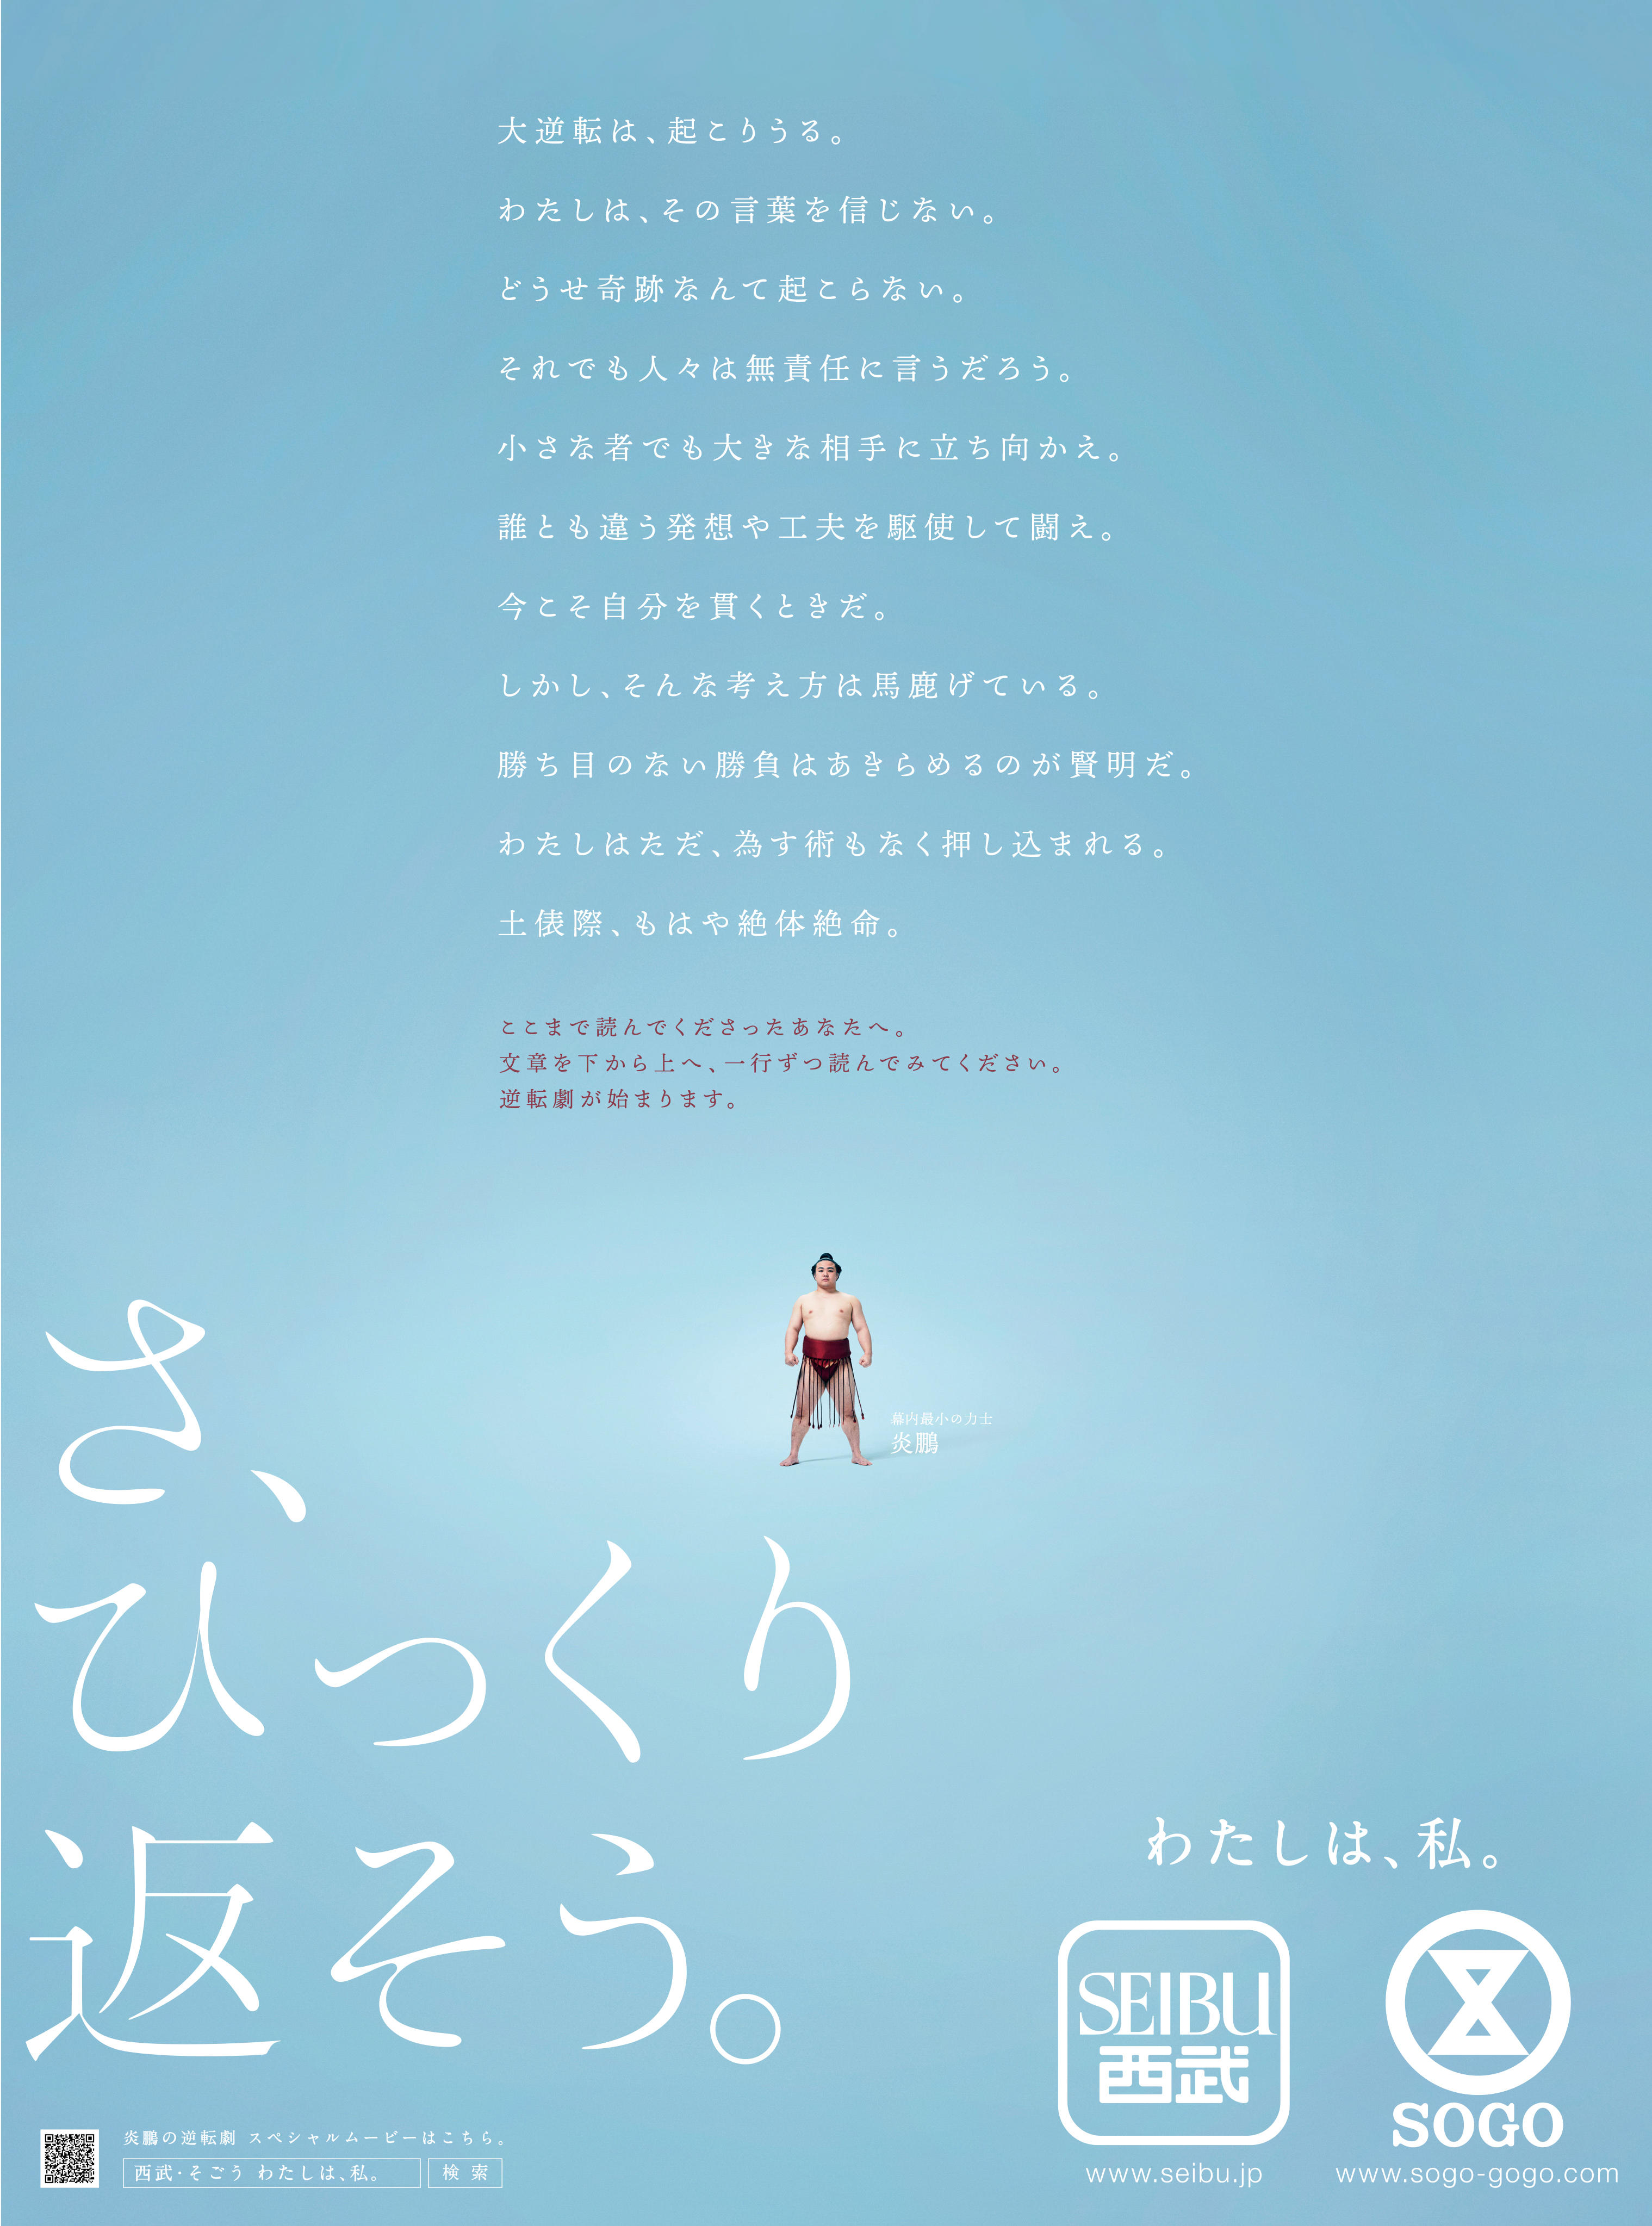 大逆転は、起こりうる。
わたしは、その言葉を信じない。
どうせ奇跡なんて起こらない。
それでも人々は無責任に言うだろう。
小さな者でも大きな相手に立ち向かえ。
誰とも違う発想や工夫を駆使して闘え。
今こそ自分を貫くときだ。
しかし、そんな考え方は馬鹿げている。
勝ち目のない勝負はあきらめるのが賢明だ。
わたしはただ、為す術もなく押し込まれる。
土俵際、もはや絶体絶命。
ここまで読んでくださったあなたへ。
文章を下から上へ、一行ずつ読んでみてください。
逆転劇が始まります。
幕内最小の力士
炎鵬
さ、
ひっくり
返そう。
わたしは、私。
SEIBU
西武
www.seibu.jp
SOGO
www.sogo-gogo.com
炎鵬の逆転劇 スペシャルムービーはこちら。
西武・そごう わたしは、私。 検索